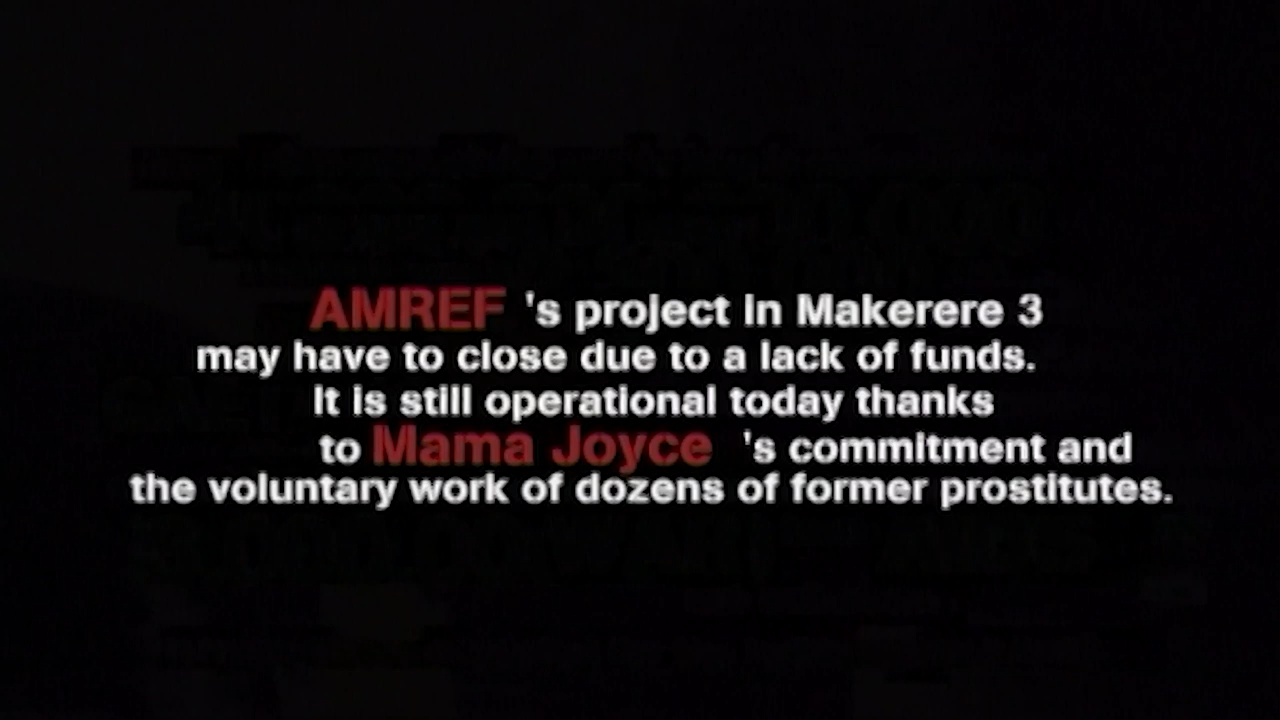 AMREF 's project in Makerere 3
may have to close due to a lack of funds.
It is still operational today thanks
to Mama Joyce 's commitment and
the voluntary work of dozens of former prostitutes.